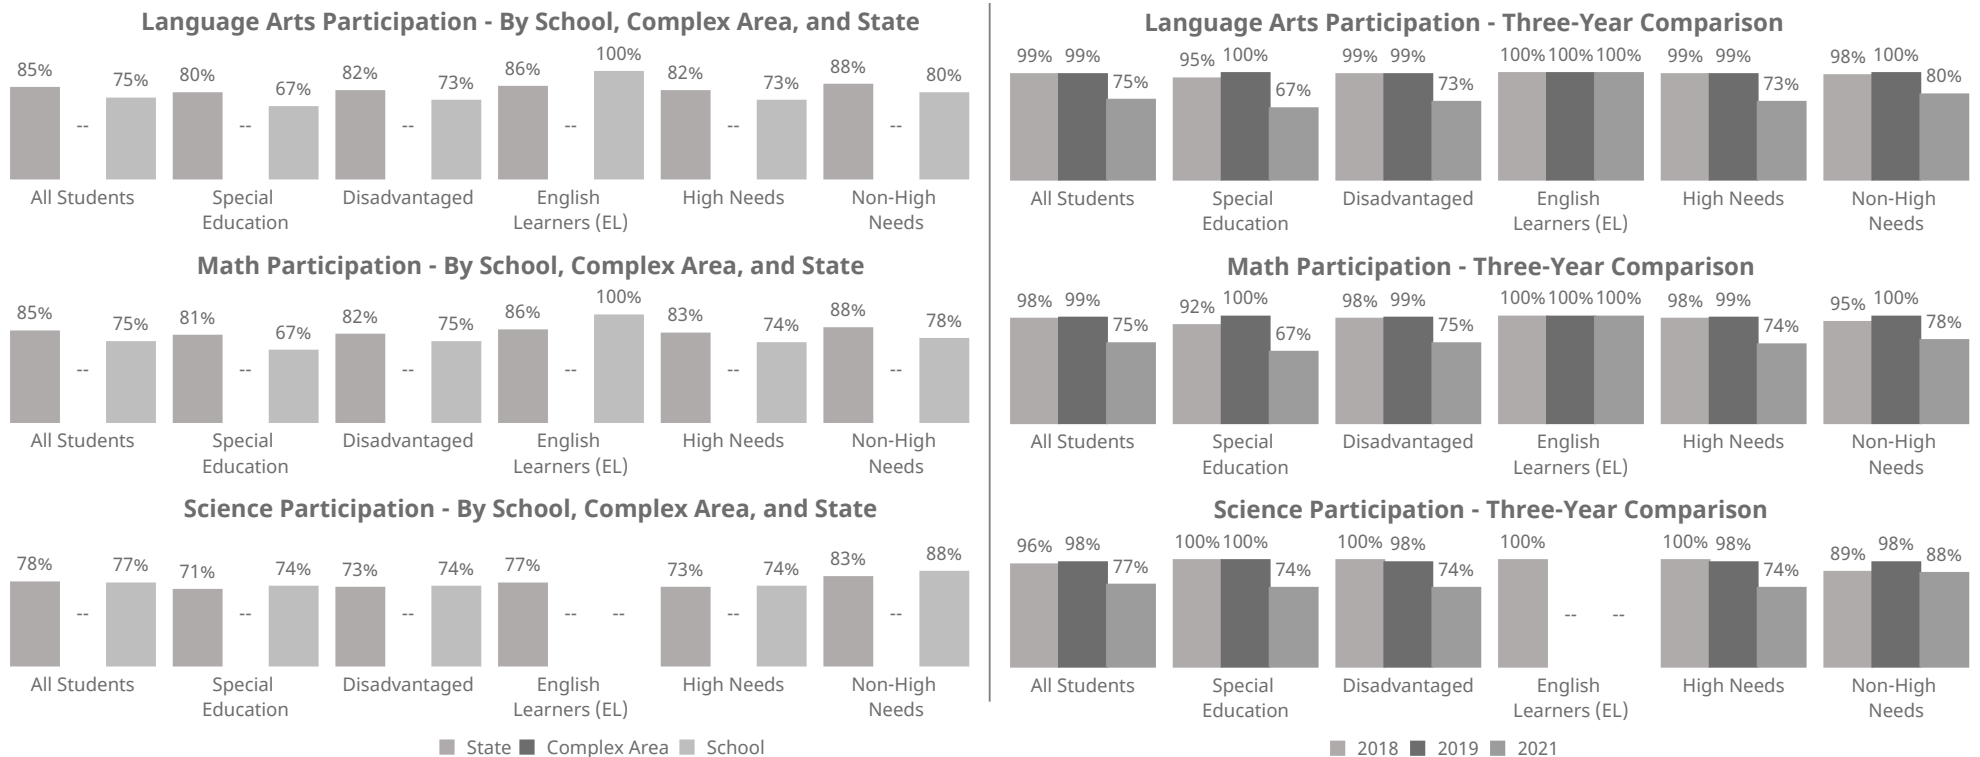 Language Arts Participation - By School, Complex Area, and State
85% -- 75% 80% -- 67% 82% -- 73% 86% -- 100% 82% -- 73% 88% -- 80%
All Students Special Education Disadvantaged English Learners (EL) High Needs Non-High Needs
Math Participation - By School, Complex Area, and State
85% -- 75% 81% -- 67% 82% -- 75% 86% -- 100% 83% -- 74% 88% -- 78%
All Students Special Education Disadvantaged English Learners (EL) High Needs Non-High Needs
Science Participation - By School, Complex Area, and State
78% -- 77% 71% -- 74% 73% -- 74% 77% -- -- 73% -- 74% 83% -- 88%
All Students Special Education Disadvantaged English Learners (EL) High Needs Non-High Needs
State Complex Area School
Language Arts Participation - Three-Year Comparison
99% 99% 75% 95% 100% 67% 99% 99% 73% 100% 100% 100% 99% 99% 73% 98% 100% 80%
All Students Special Education Disadvantaged English Learners (EL) High Needs Non-High Needs
Math Participation - Three-Year Comparison
98% 99% 75% 92% 100% 67% 98% 99% 75% 100% 100% 100% 98% 99% 74% 95% 100% 78%
All Students Special Education Disadvantaged English Learners (EL) High Needs Non-High Needs
Science Participation - Three-Year Comparison
96% 98% 77% 100% 100% 74% 100% 98% 74% 100% -- -- 100% 98% 74% 89% 98% 88%
All Students Special Education Disadvantaged English Learners (EL) High Needs Non-High Needs
2018 2019 2021